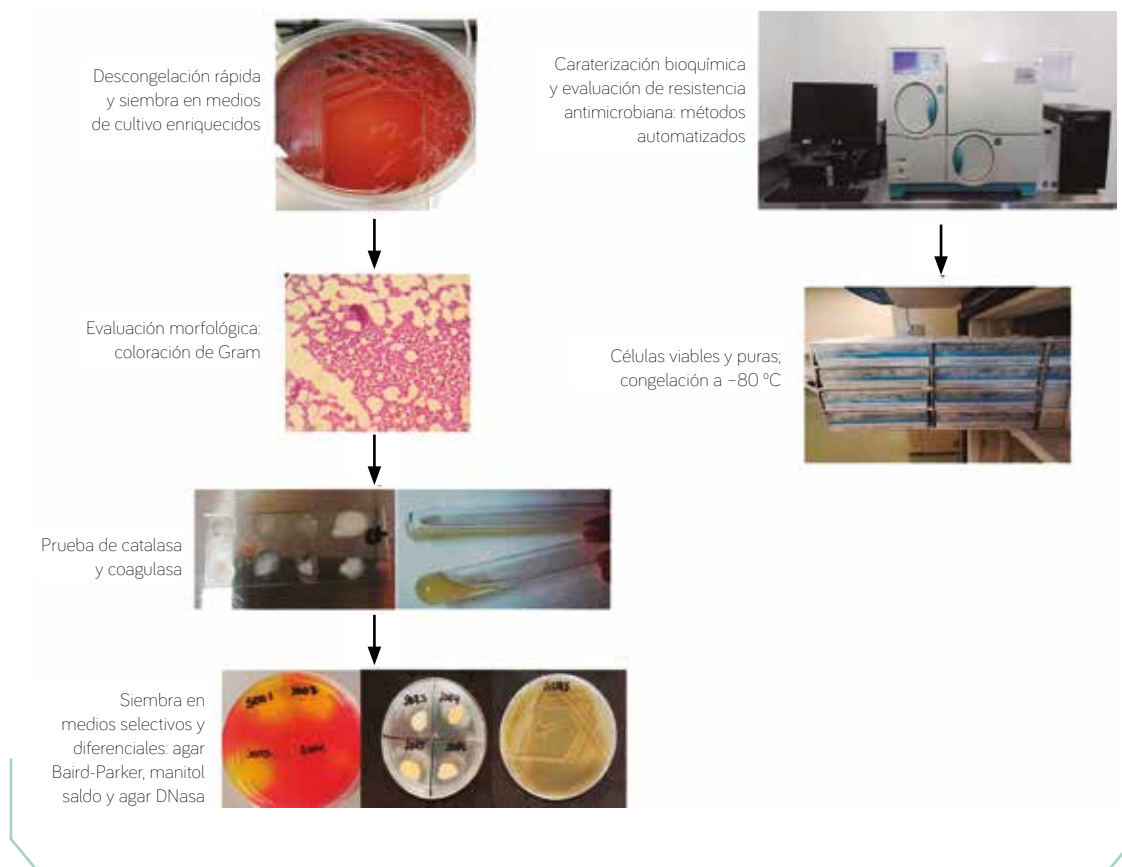 Descongelación rápida
y siembra en medios
de cultivo enriquecidos
Evaluación morfológica:
coloración de Gram
Prueba de catalasa
y coagulasa
Siembra en
medios selectivos y
diferenciales: agar
Baird-Parker, manitol
saldo y agar DNasa
Caraterización bioquímica
y evaluación de resistencia
antimicrobiana: métodos
automatizados
Células viables y puras;
congelación a −80 °C